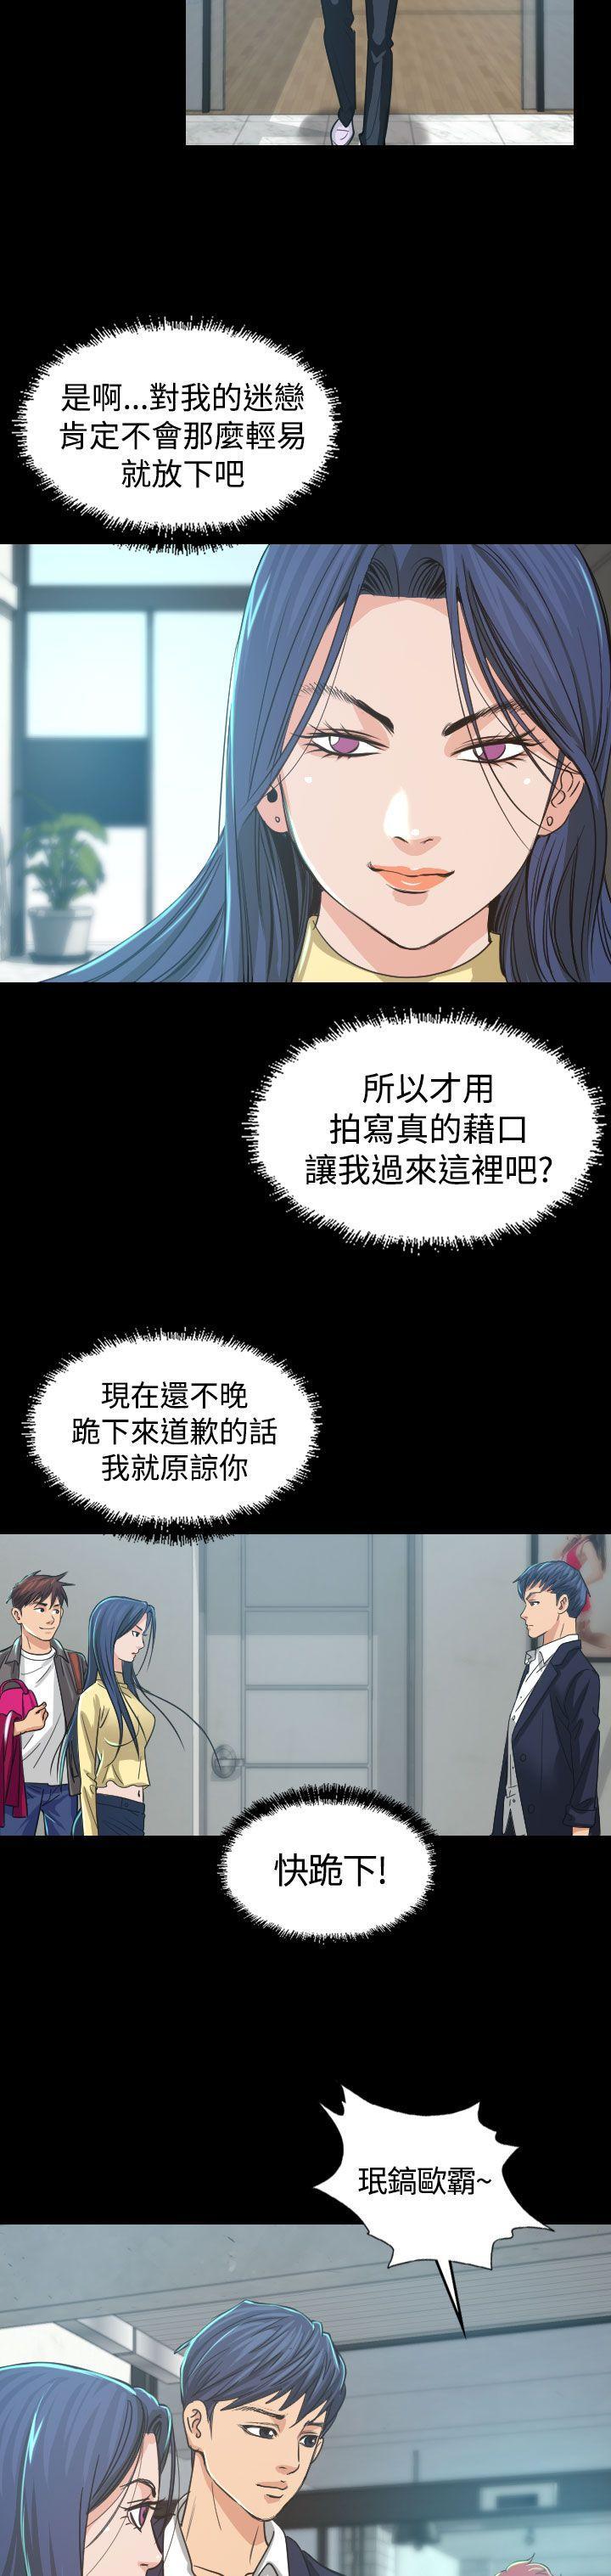 是啊...對我的迷戀
肯定不會那麼輕易
就放下吧
所以才用
拍寫真的藉口
讓我過來這裡吧?
現在還不晚
跪下來道歉的話
我就原諒你
快跪下!
珉鎬歐霸~